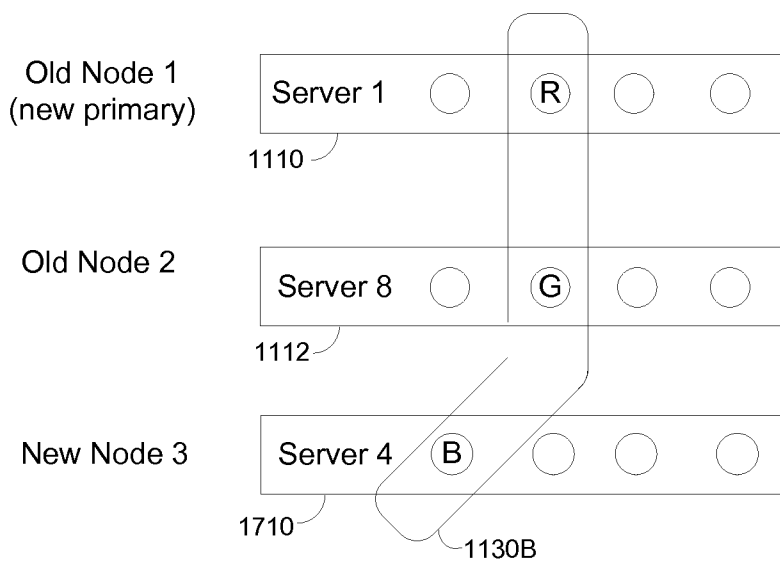 Old Node 1
(new primary)
Server 1
R
1110
Old Node 2
Server 8
G
1112
New Node 3
Server 4
B
1710
1130B